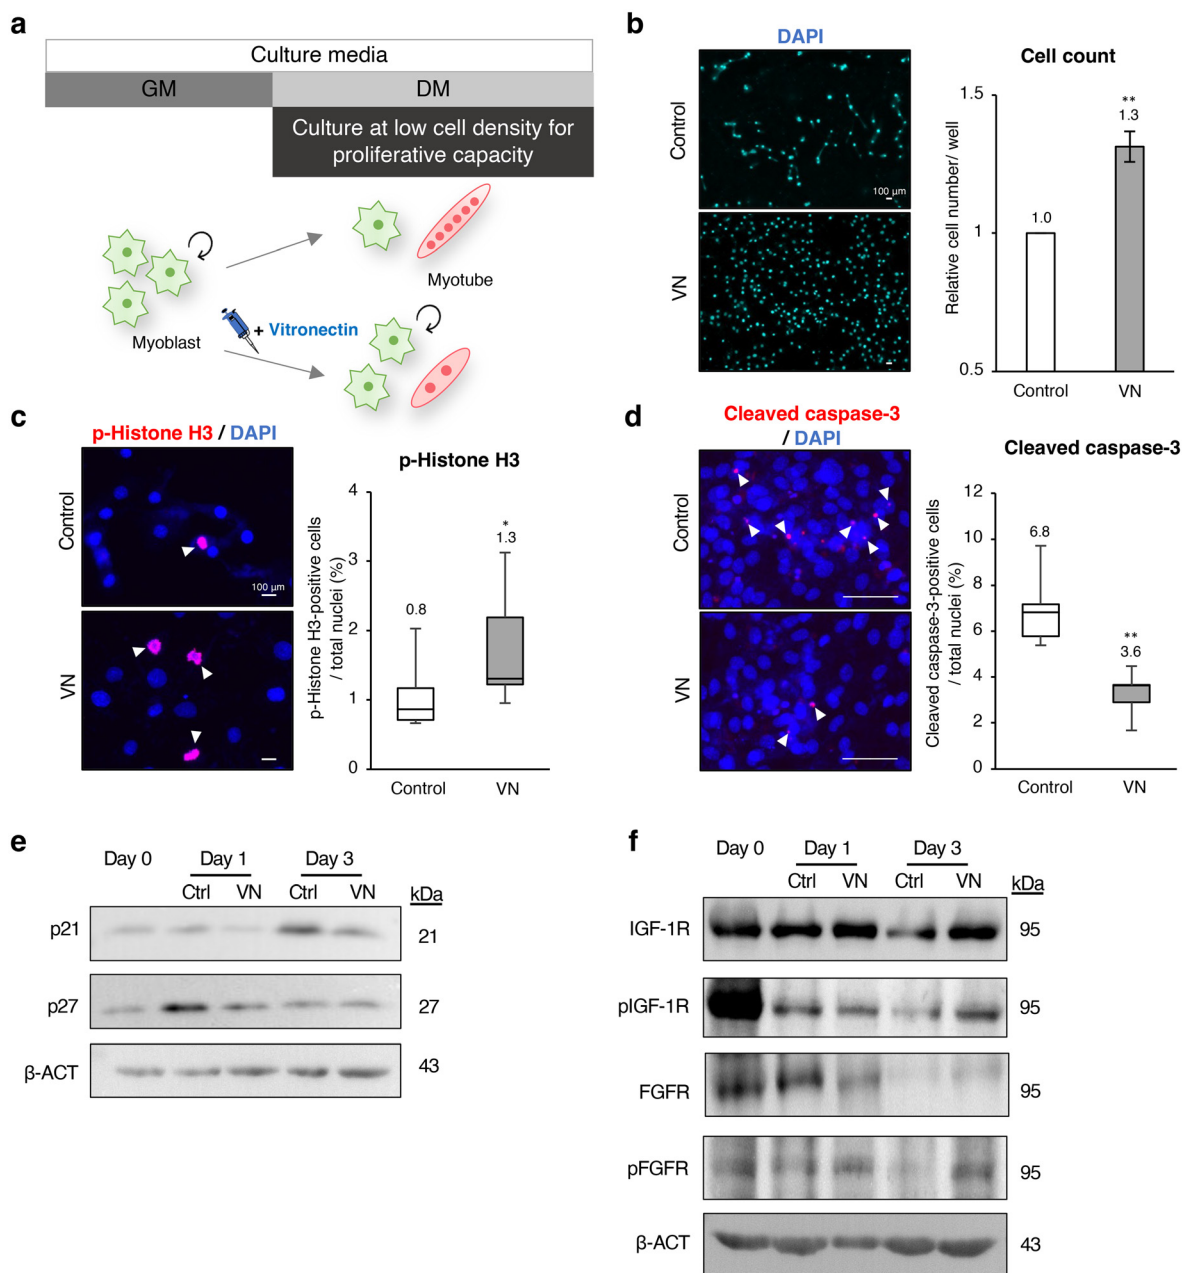 a
Culture media
GM
DM
Culture at low cell density for
proliferative capacity
Myotube
Myoblast
+ Vitronectin
b
DAPI
Control
100 μm
VN
Cell count
Relative cell number/ well
1.5
1
0.5
**
1.3
1.0
Control
VN
c
p-Histone H3 / DAPI
Control
100 μm
VN
p-Histone H3
p-Histone H3-positive cells
/ total nuclei (%)
4
3
2
1
0
*
1.3
0.8
Control
VN
d
Cleaved caspase-3
/ DAPI
Control
VN
Cleaved caspase-3
Cleaved caspase-3-positive cells
/ total nuclei (%)
12
10
8
6
4
2
0
6.8
**
3.6
Control
VN
e
Day 0
Day 1
Day 3
Ctrl
VN
Ctrl
VN
kDa
p21
21
p27
27
β-ACT
43
f
Day 0
Day 1
Day 3
Ctrl
VN
Ctrl
VN
kDa
IGF-1R
95
pIGF-1R
95
FGFR
95
pFGFR
95
β-ACT
43